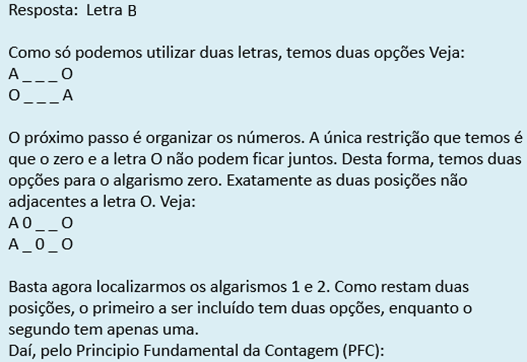 Resposta:  Letra B
Como só podemos utilizar duas letras, temos duas opções Veja:
A _ _ _ O
O _ _ _ A
O próximo passo é organizar os números. A única restrição que temos é
que o zero e a letra O não podem ficar juntos. Desta forma, temos duas
opções para o algarismo zero. Exatamente as duas posições não
adjacentes a letra O. Veja:
A 0 _ _ O
A _ 0 _ O
Basta agora localizarmos os algarismos 1 e 2. Como restam duas
posições, o primeiro a ser incluído tem duas opções, enquanto o
segundo tem apenas uma.
Daí, pelo Principio Fundamental da Contagem (PFC):